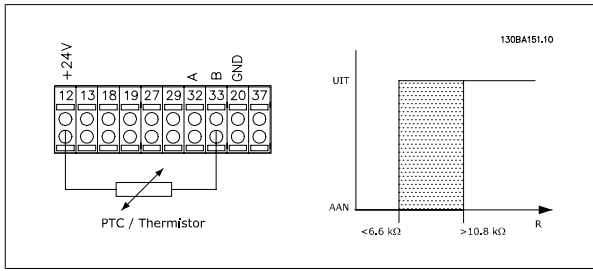 130BA151.10
+24V
A
B
GND
12 13 18 19 27 29 32 33 20 37
PTC / Thermistor
UIT
AAN
<6.6 kΩ
>10.8 kΩ
R